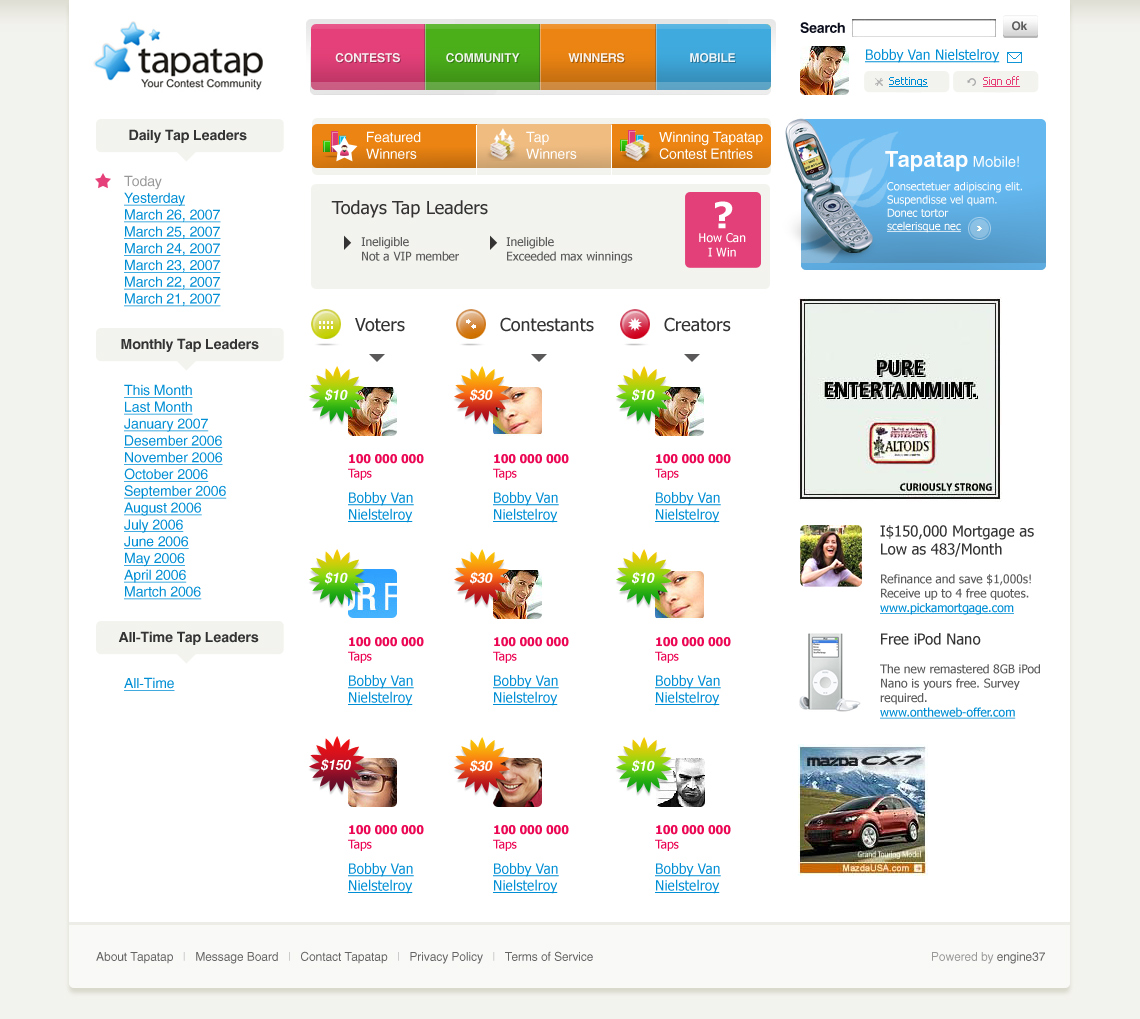 tapatap
Your Contest Community
CONTESTS
COMMUNITY
WINNERS
MOBILE
Search
Ok
Bobby Van Nielstelroy
Settings
Sign off
Daily Tap Leaders
Today
Yesterday
March 26, 2007
March 25, 2007
March 24, 2007
March 23, 2007
March 22, 2007
March 21, 2007
Monthly Tap Leaders
This Month
Last Month
January 2007
Desember 2006
November 2006
October 2006
September 2006
August 2006
July 2006
June 2006
May 2006
April 2006
Martch 2006
All-Time Tap Leaders
All-Time
Featured
Winners
Tap
Winners
Winning Tapatap
Contest Entries
Todays Tap Leaders
Ineligible
Not a VIP member
Ineligible
Exceeded max winnings
?
How Can
I Win
Voters
Contestants
Creators
$10
$30
$10
100 000 000
Taps
Bobby Van
Nielstelroy
100 000 000
Taps
Bobby Van
Nielstelroy
100 000 000
Taps
Bobby Van
Nielstelroy
$10
OR F
$30
$10
100 000 000
Taps
Bobby Van
Nielstelroy
100 000 000
Taps
Bobby Van
Nielstelroy
100 000 000
Taps
Bobby Van
Nielstelroy
$150
$30
$10
100 000 000
Taps
Bobby Van
Nielstelroy
100 000 000
Taps
Bobby Van
Nielstelroy
100 000 000
Taps
Bobby Van
Nielstelroy
Tapatap Mobile!
Consectetuer adipiscing elit.
Suspendisse vel quam.
Donec tortor
scelerisque nec
PURE
ENTERTAINMINT.
ALTOIDS
CURIOUSLY STRONG
I$150,000 Mortgage as
Low as 483/Month
Refinance and save $1,000s!
Receive up to 4 free quotes.
www.pickamortgage.com
Free iPod Nano
The new remastered 8GB iPod
Nano is yours free. Survey
required.
www.ontheweb-offer.com
mazda CX-7
Grand Touring Model
MazdaUSA.com
About Tapatap
Message Board
Contact Tapatap
Privacy Policy
Terms of Service
Powered by engine37